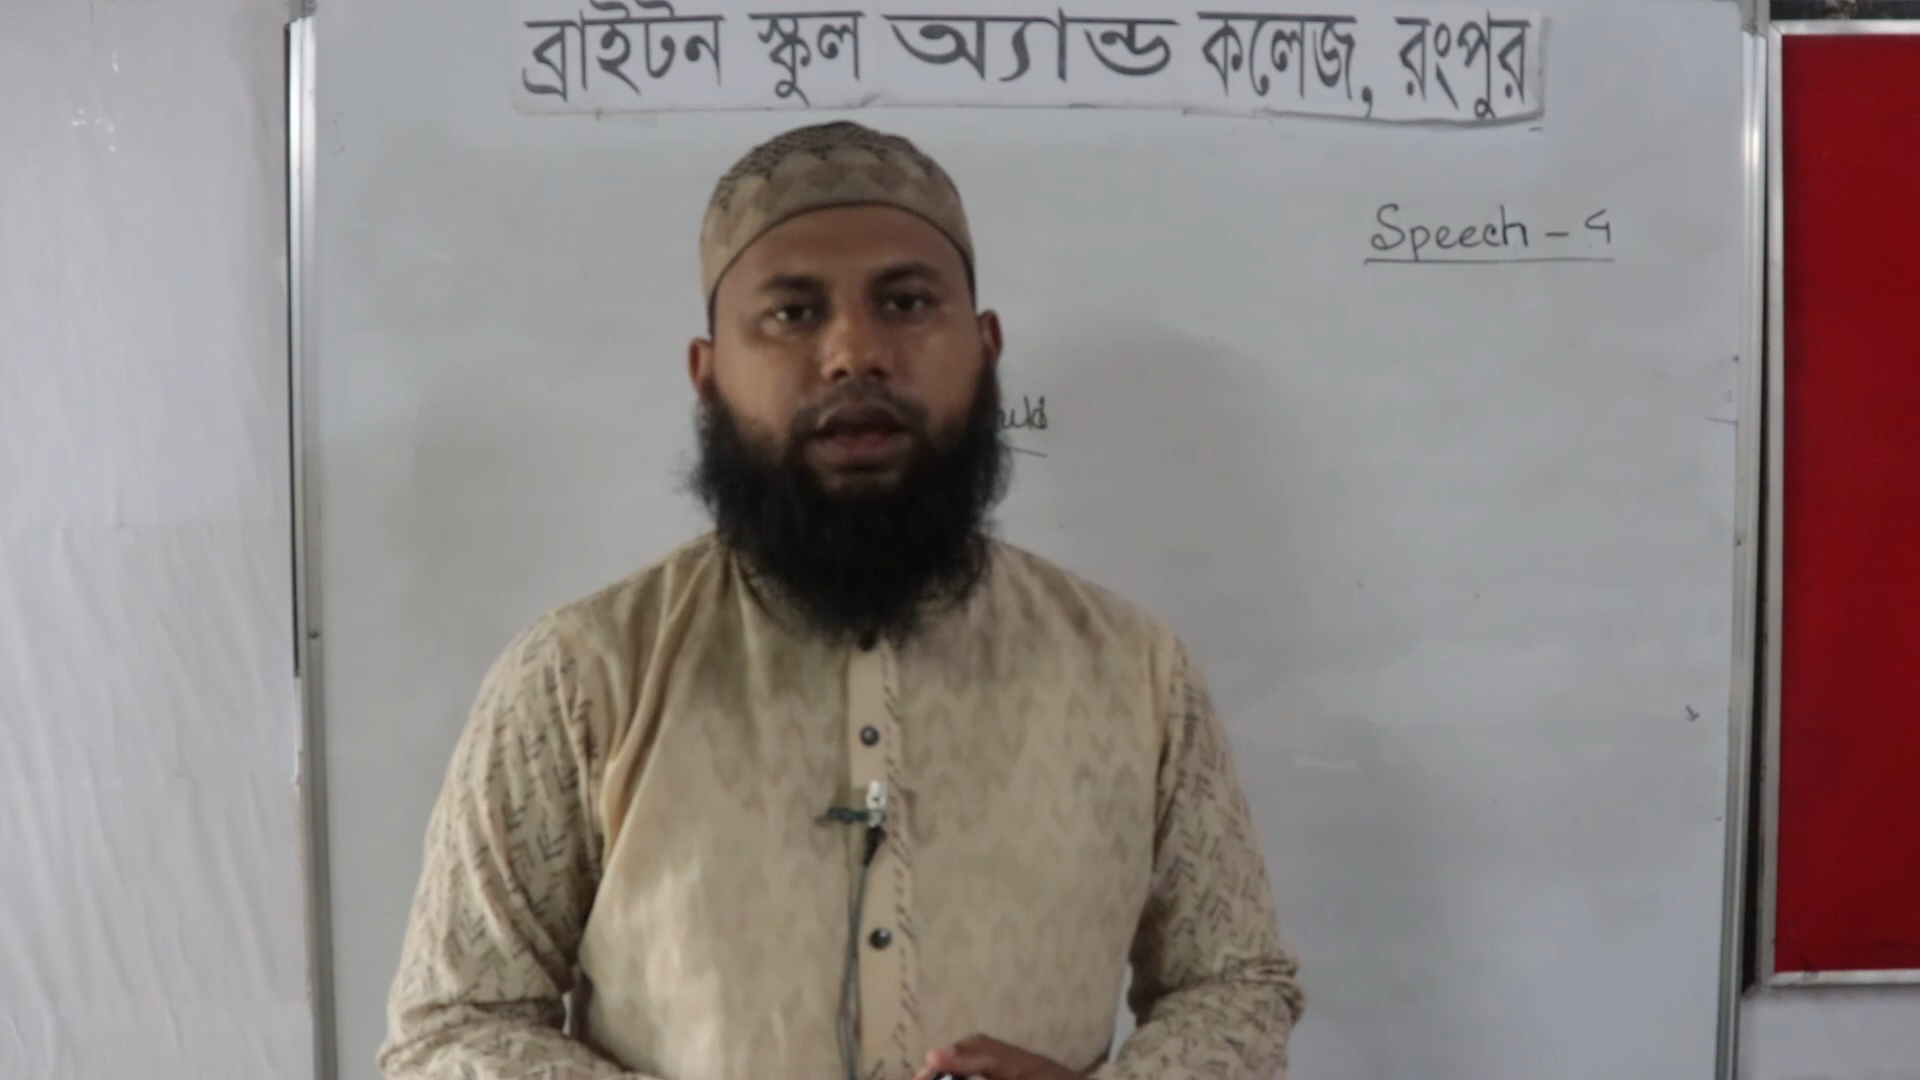 ব্রাইটন স্কুল অ্যান্ড কলেজ, রংপুর
Speech - 4